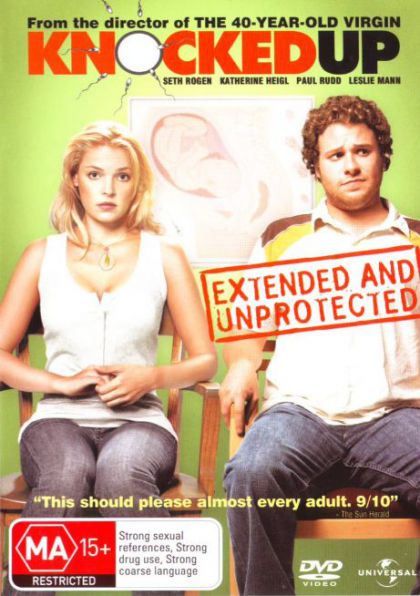 From the director of THE 40-YEAR-OLD VIRGIN
KNOCKED UP
SETH ROGEN KATHERINE HEIGL PAUL RUDD LESLIE MANN
EXTENDED AND
UNPROTECTED
"This should please almost every adult. 9/10"
- The Sun Herald
MA 15+
RESTRICTED
Strong sexual
references, Strong
drug use, Strong
coarse language
DVD
VIDEO
UNIVERSAL